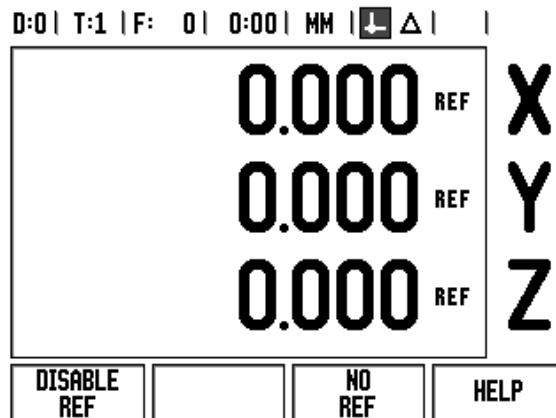 D:0 | T:1 | F: 0 | 0:00 | MM | Δ |
0.000 REF X
0.000 REF Y
0.000 REF Z
DISABLE REF
NO REF
HELP